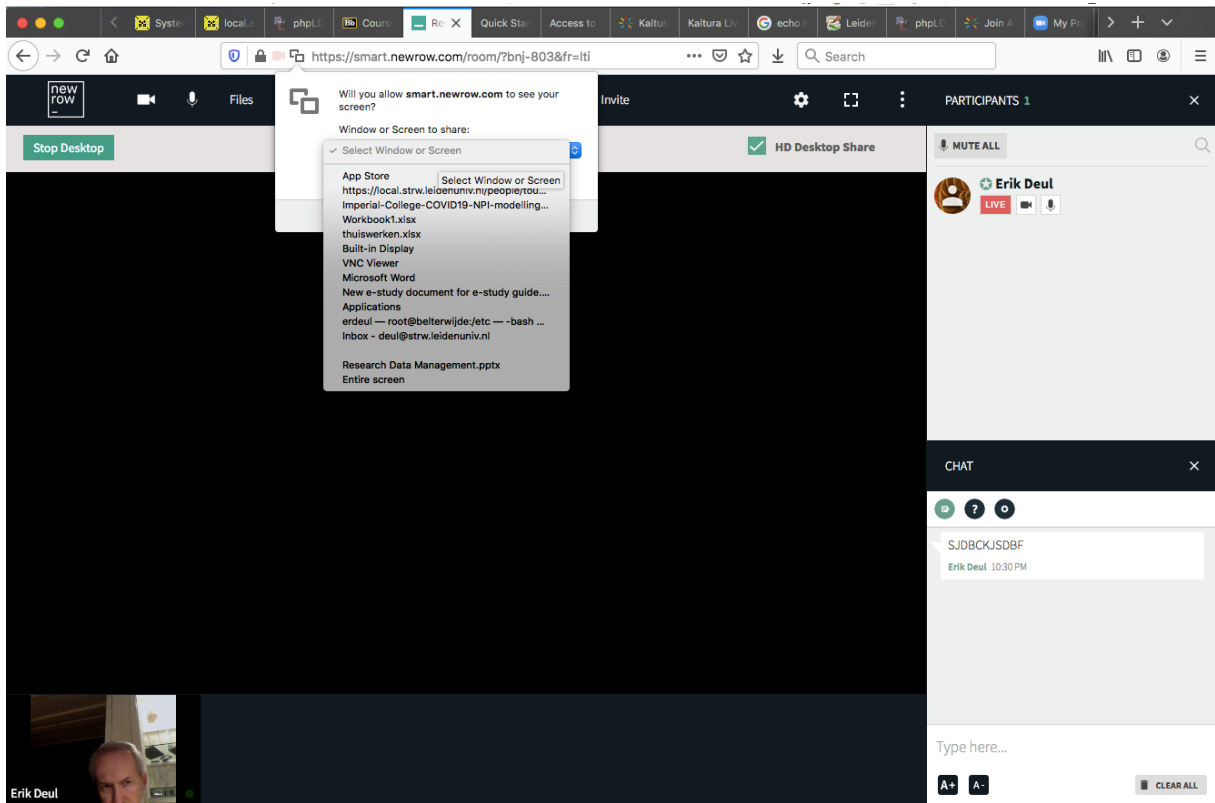 Syster
local.s
phpLD
Bb Cours
Re
Quick Star
Access to
Kaltur
Kaltura Liv
echo
Leider
phpLD
Join A
My Pro
https://smart.newrow.com/room/?bnj-803&fr=lti
Search
new
row
Files
Invite
PARTICIPANTS 1
Will you allow smart.newrow.com to see your
screen?
Window or Screen to share:
Select Window or Screen
Select Window or Screen
App Store
https://local.strw.leidenuniv.nl/people/tou...
Imperial-College-COVID19-NPI-modelling...
Workbook1.xlsx
thuiswerken.xlsx
Built-in Display
VNC Viewer
Microsoft Word
New e-study document for e-study guide....
Applications
erdeul — root@belterwijde:/etc — -bash ...
Inbox - deul@strw.leidenuniv.nl
Research Data Management.pptx
Entire screen
Stop Desktop
HD Desktop Share
MUTE ALL
Erik Deul
LIVE
CHAT
SJDBCKJSDBF
Erik Deul 10:30 PM
Type here...
A+ A-
CLEAR ALL
Erik Deul